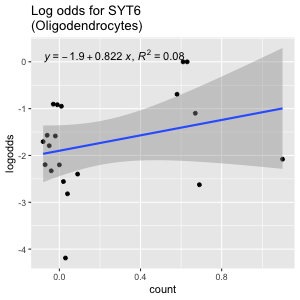 Log odds for SYT6
(Oligodendrocytes)
y = −1.9 + 0.822 x, R² = 0.08
0
-1
-2
-3
-4
logodds
0.0 0.4 0.8
count